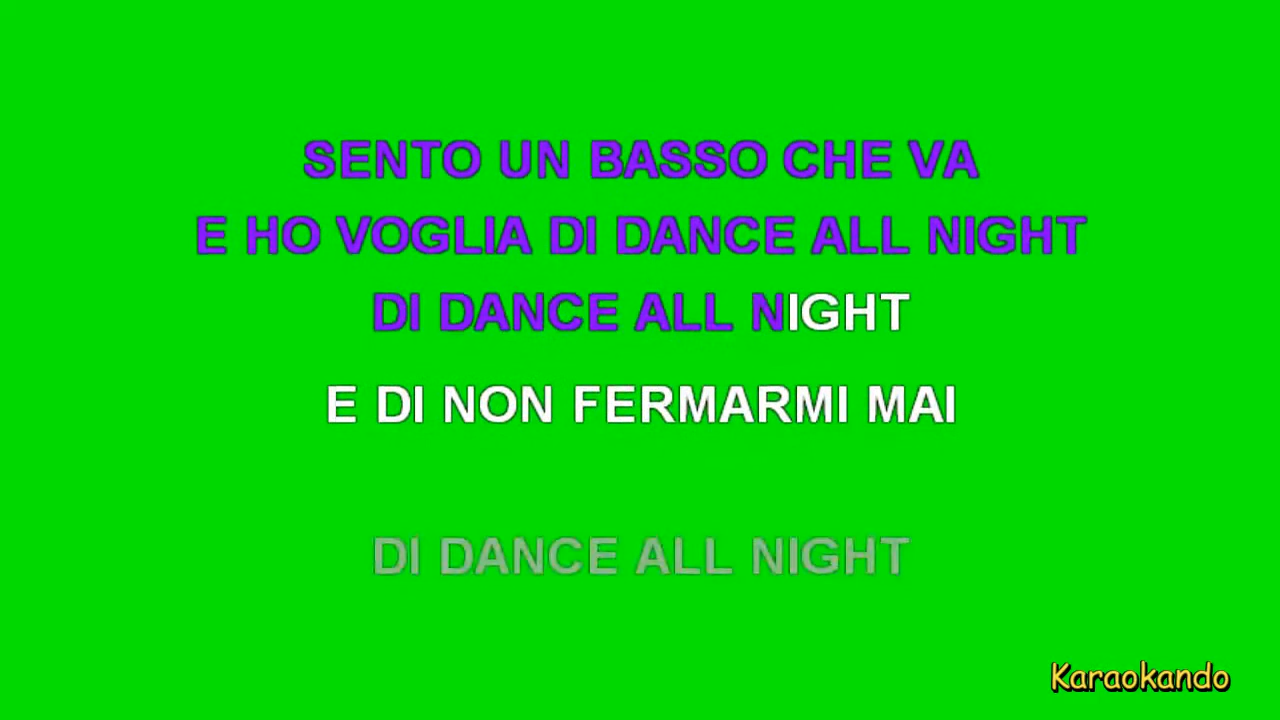 SENTO UN BASSO CHE VA
E HO VOGLIA DI DANCE ALL NIGHT
DI DANCE ALL NIGHT
E DI NON FERMARMI MAI
DI DANCE ALL NIGHT
Karaokando